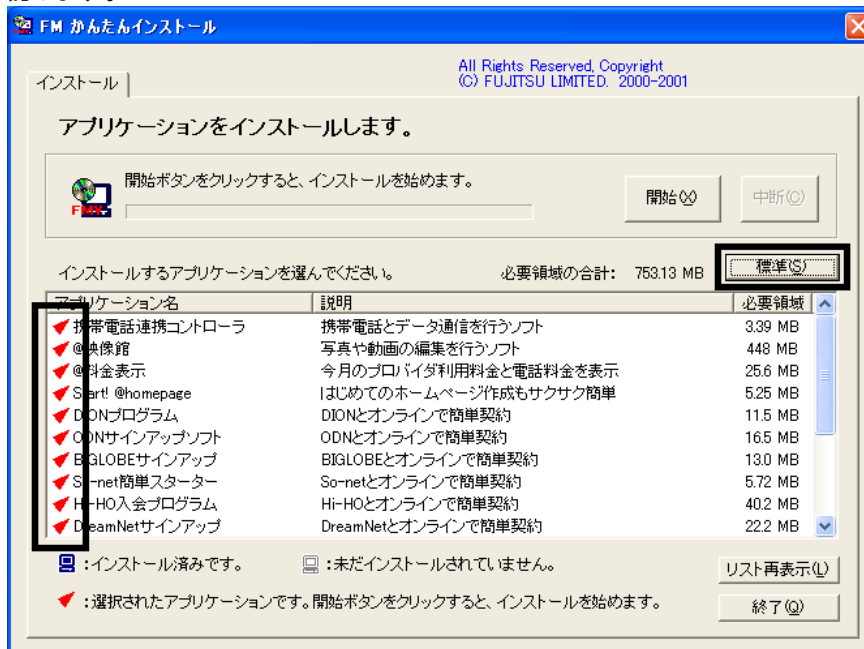 FM かんたんインストール
All Rights Reserved, Copyright
(C) FUJITSU LIMITED. 2000-2001
インストール
アプリケーションをインストールします。
開始ボタンをクリックすると、インストールを始めます。
FMV-
開始(X)
中断(C)
インストールするアプリケーションを選んでください。 必要領域の合計: 753.13 MB 標準(S)
アプリケーション名 説明 必要領域
携帯電話連携コントローラ 携帯電話とデータ通信を行うソフト 3.39 MB
@映像館 写真や動画の編集を行うソフト 448 MB
@料金表示 今月のプロバイダ利用料金と電話料金を表示 25.6 MB
Start! @homepage はじめてのホームページ作成もサクサク簡単 5.25 MB
DIONプログラム DIONとオンラインで簡単契約 11.5 MB
ODNサインアップソフト ODNとオンラインで簡単契約 16.5 MB
BIGLOBEサインアップ BIGLOBEとオンラインで簡単契約 13.0 MB
So-net簡単スターター So-netとオンラインで簡単契約 5.72 MB
Hi-HO入会プログラム Hi-HOとオンラインで簡単契約 40.2 MB
DreamNetサインアップ DreamNetとオンラインで簡単契約 22.2 MB
:インストール済みです。 :未だインストールされていません。
リスト再表示(L)
:選択されたアプリケーションです。開始ボタンをクリックすると、インストールを始めます。
終了(Q)